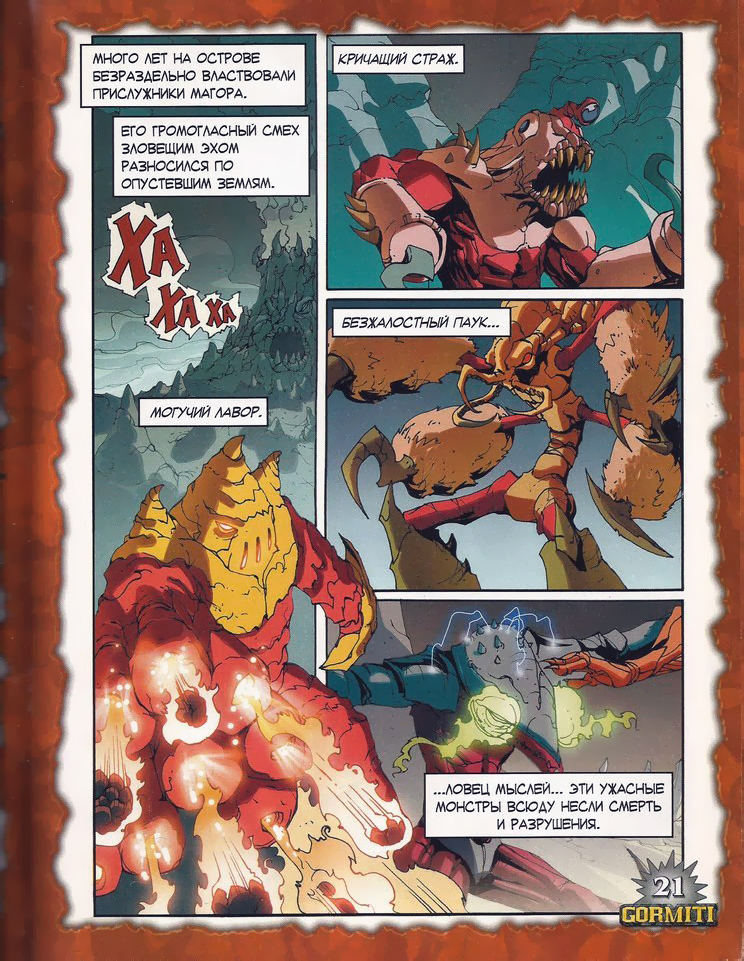 МНОГО ЛЕТ НА ОСТРОВЕ
БЕЗРАЗДЕЛЬНО ВЛАСТВОВАЛИ
ПРИСЛУЖНИКИ МАГОРА.
ЕГО ГРОМОГЛАСНЫЙ СМЕХ
ЗЛОВЕЩИМ ЭХОМ
РАЗНОСИЛСЯ ПО
ОПУСТЕВШИМ ЗЕМЛЯМ.
ХА
ХА ХА
МОГУЧИЙ ЛАВОР.
КРИЧАЩИЙ СТРАЖ.
БЕЗЖАЛОСТНЫЙ ПАУК...
...ЛОВЕЦ МЫСЛЕЙ... ЭТИ УЖАСНЫЕ
МОНСТРЫ ВСЮДУ НЕСЛИ СМЕРТЬ
И РАЗРУШЕНИЯ.
21
GORMITI